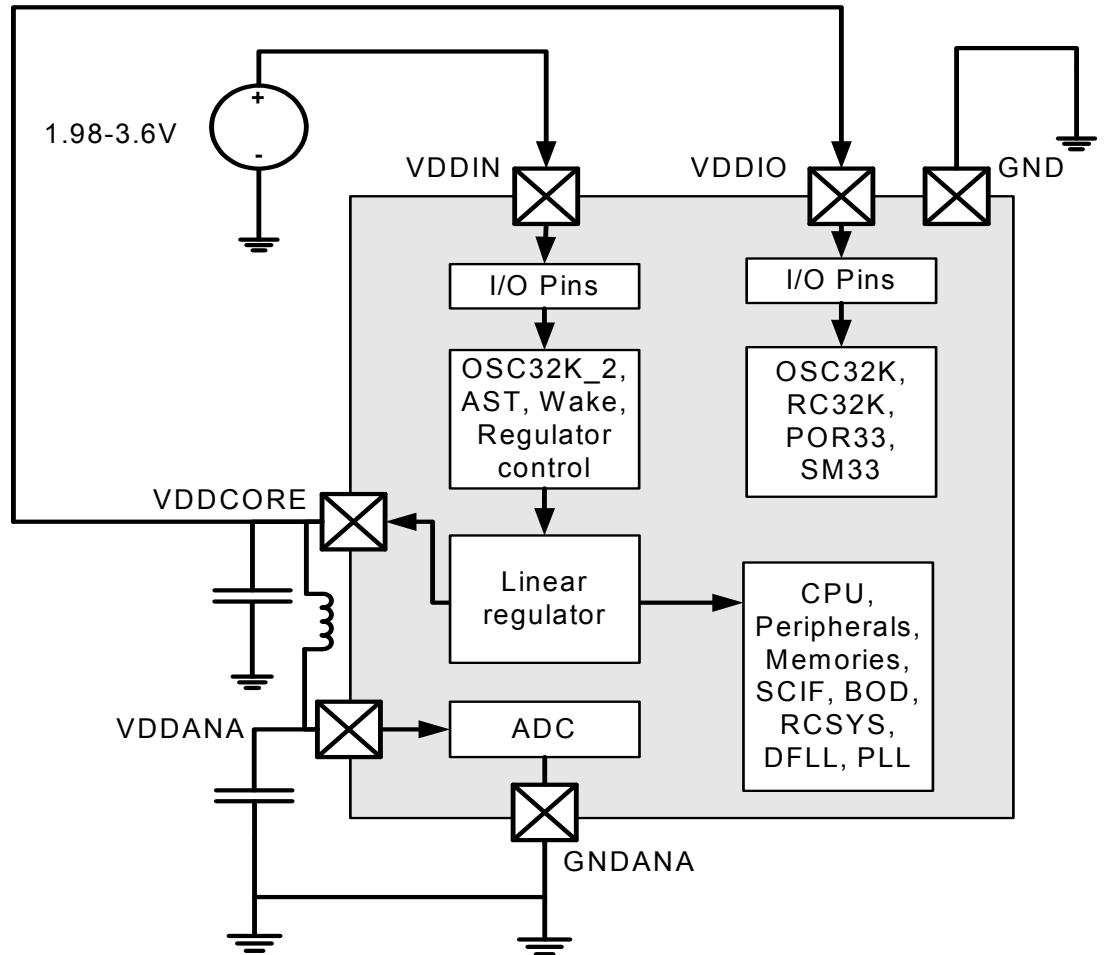 1.98-3.6V
+
-
VDDIN
VDDIO
GND
I/O Pins
I/O Pins
OSC32K_2,
AST, Wake,
Regulator
control
OSC32K,
RC32K,
POR33,
SM33
VDDCORE
Linear
regulator
CPU,
Peripherals,
Memories,
SCIF, BOD,
RCSYS,
DFLL, PLL
VDDANA
ADC
GNDANA